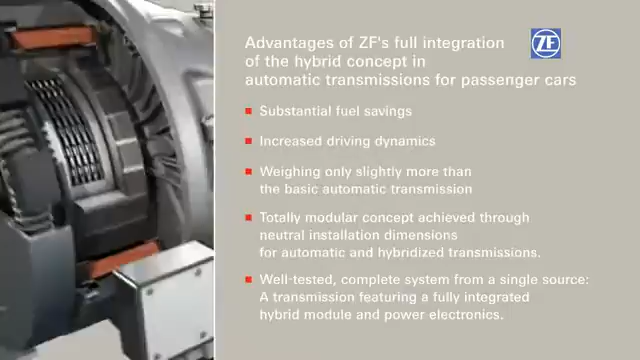 Advantages of ZF's full integration
of the hybrid concept in
automatic transmissions for passenger cars
ZF
Substantial fuel savings
Increased driving dynamics
Weighing only slightly more than
the basic automatic transmission
Totally modular concept achieved through
neutral installation dimensions
for automatic and hybridized transmissions.
Well-tested, complete system from a single source:
A transmission featuring a fully integrated
hybrid module and power electronics.